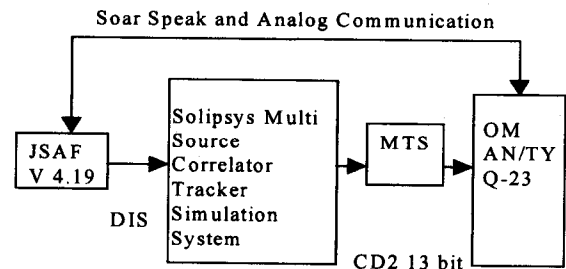 Soar Speak and Analog Communication
JSAF
V 4.19
DIS
Solipsys Multi
Source
Correlator
Tracker
Simulation
System
MTS
CD2 13 bit
OM
AN/TY
Q-23